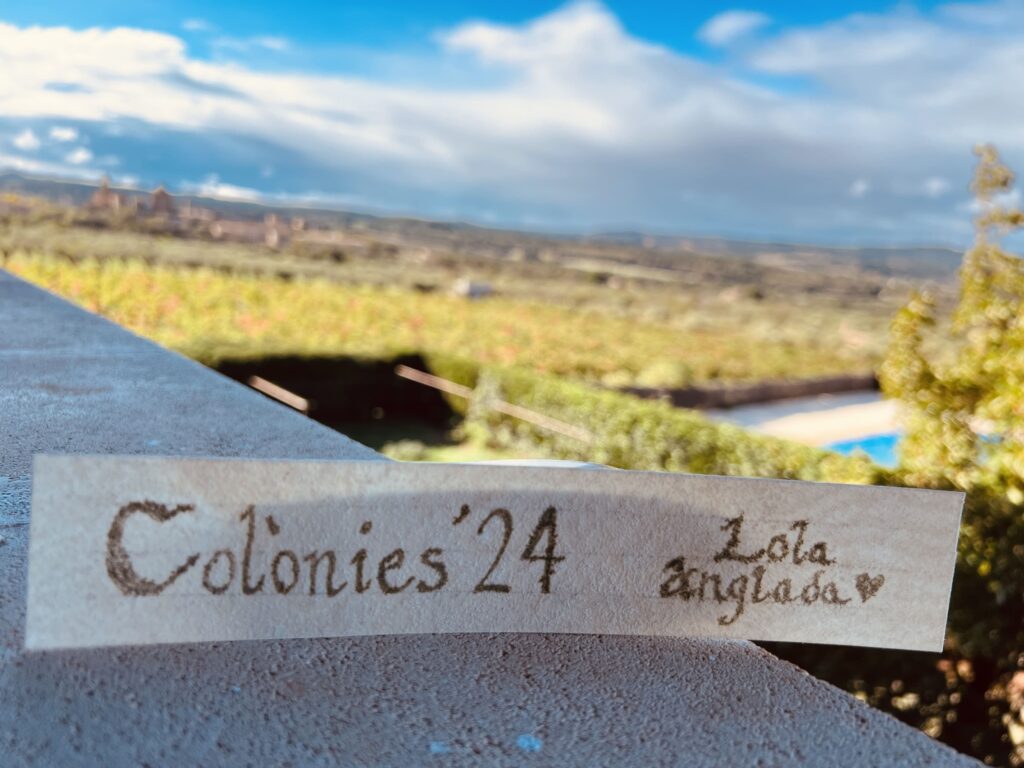 Colònies '24
Lola
anglada ♥